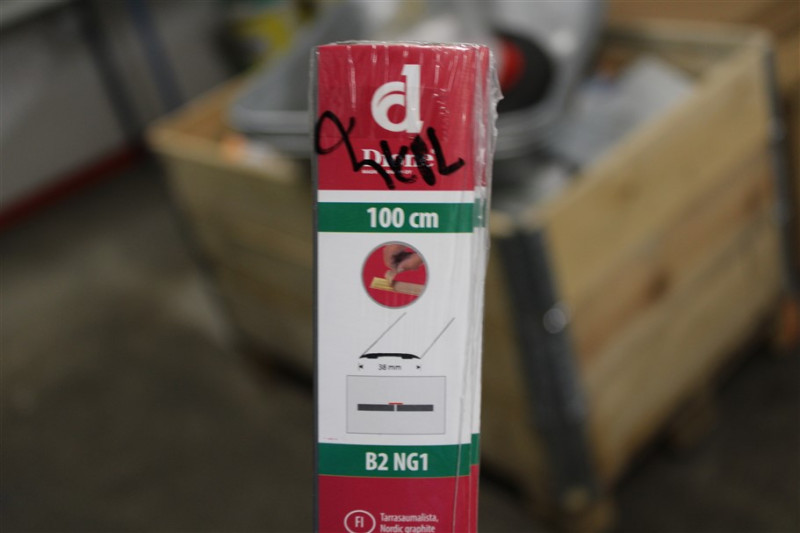 d
Dione
100 cm
38 mm
B2 NG1
FI
Tarrasaumalista,
Nordic graphite